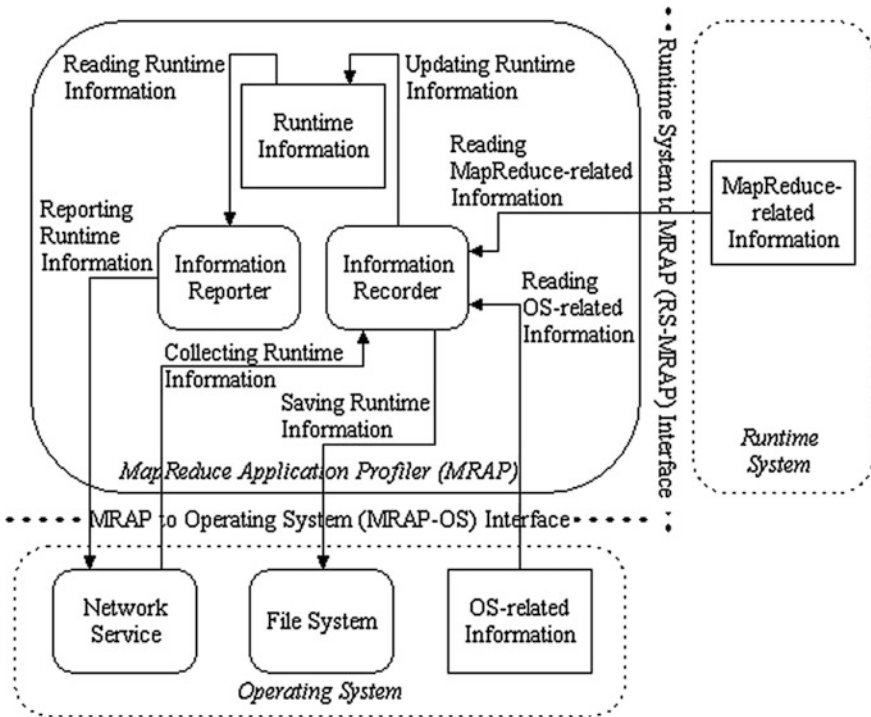 Reading Runtime
Information
Updating Runtime
Information
Runtime
Information
Reading
MapReduce-related
Information
MapReduce-
related
Information
Reporting
Runtime
Information
Information
Reporter
Information
Recorder
Reading
OS-related
Information
Collecting Runtime
Information
Saving Runtime
Information
MapReduce Application Profiler (MRAP)
Runtime System to MRAP (RS-MRAP) Interface
Runtime
System
MRAP to Operating System (MRAP-OS) Interface
Network
Service
File System
OS-related
Information
Operating System